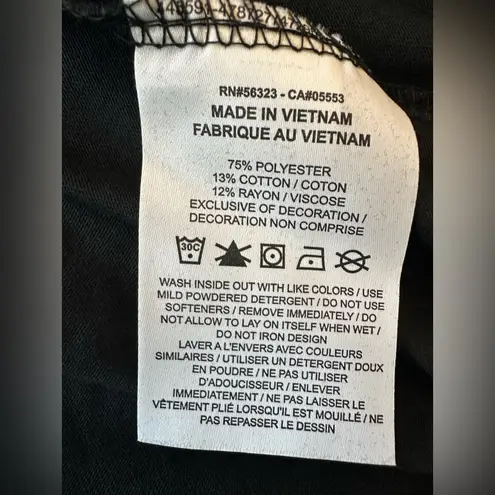 RN#56323 - CA#05553
MADE IN VIETNAM
FABRIQUÉ AU VIETNAM
75% POLYESTER
13% COTTON / COTON
12% RAYON / VISCOSE
EXCLUSIVE OF DECORATION /
DECORATION NON COMPRISE
30C
WASH INSIDE OUT WITH LIKE COLORS / USE
MILD POWDERED DETERGENT / DO NOT USE
SOFTENERS / REMOVE IMMEDIATELY / DO
NOT ALLOW TO LAY ON ITSELF WHEN WET /
DO NOT IRON DESIGN
LAVER A L'ENVERS AVEC COULEURS
SIMILAIRES / UTILISER UN DETERGENT DOUX
EN POUDRE / NE PAS UTILISER
D'ADOUCISSEUR / ENLEVER
IMMEDIATEMENT / NE PAS LAISSER LE
VÊTEMENT PLIÉ LORSQU'IL EST MOUILLÉ / NE
PAS REPASSER LE DESSIN